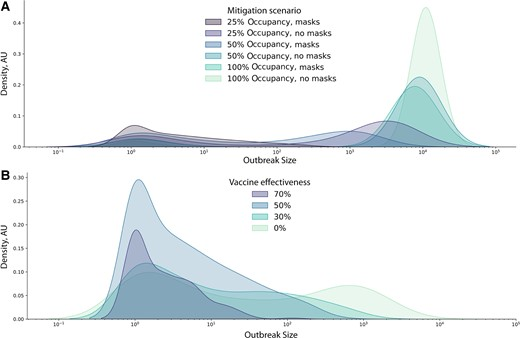 A
Density, AU
0.4
0.3
0.2
0.1
0.0
Mitigation scenario
25% Occupancy, masks
25% Occupancy, no masks
50% Occupancy, masks
50% Occupancy, no masks
100% Occupancy, masks
100% Occupancy, no masks
10⁻¹ 10⁰ 10¹ 10² 10³ 10⁴ 10⁵
Outbreak Size
B
Density, AU
0.30
0.25
0.20
0.15
0.10
0.05
0.00
Vaccine effectiveness
70%
50%
30%
0%
10⁻¹ 10⁰ 10¹ 10² 10³ 10⁴ 10⁵
Outbreak Size